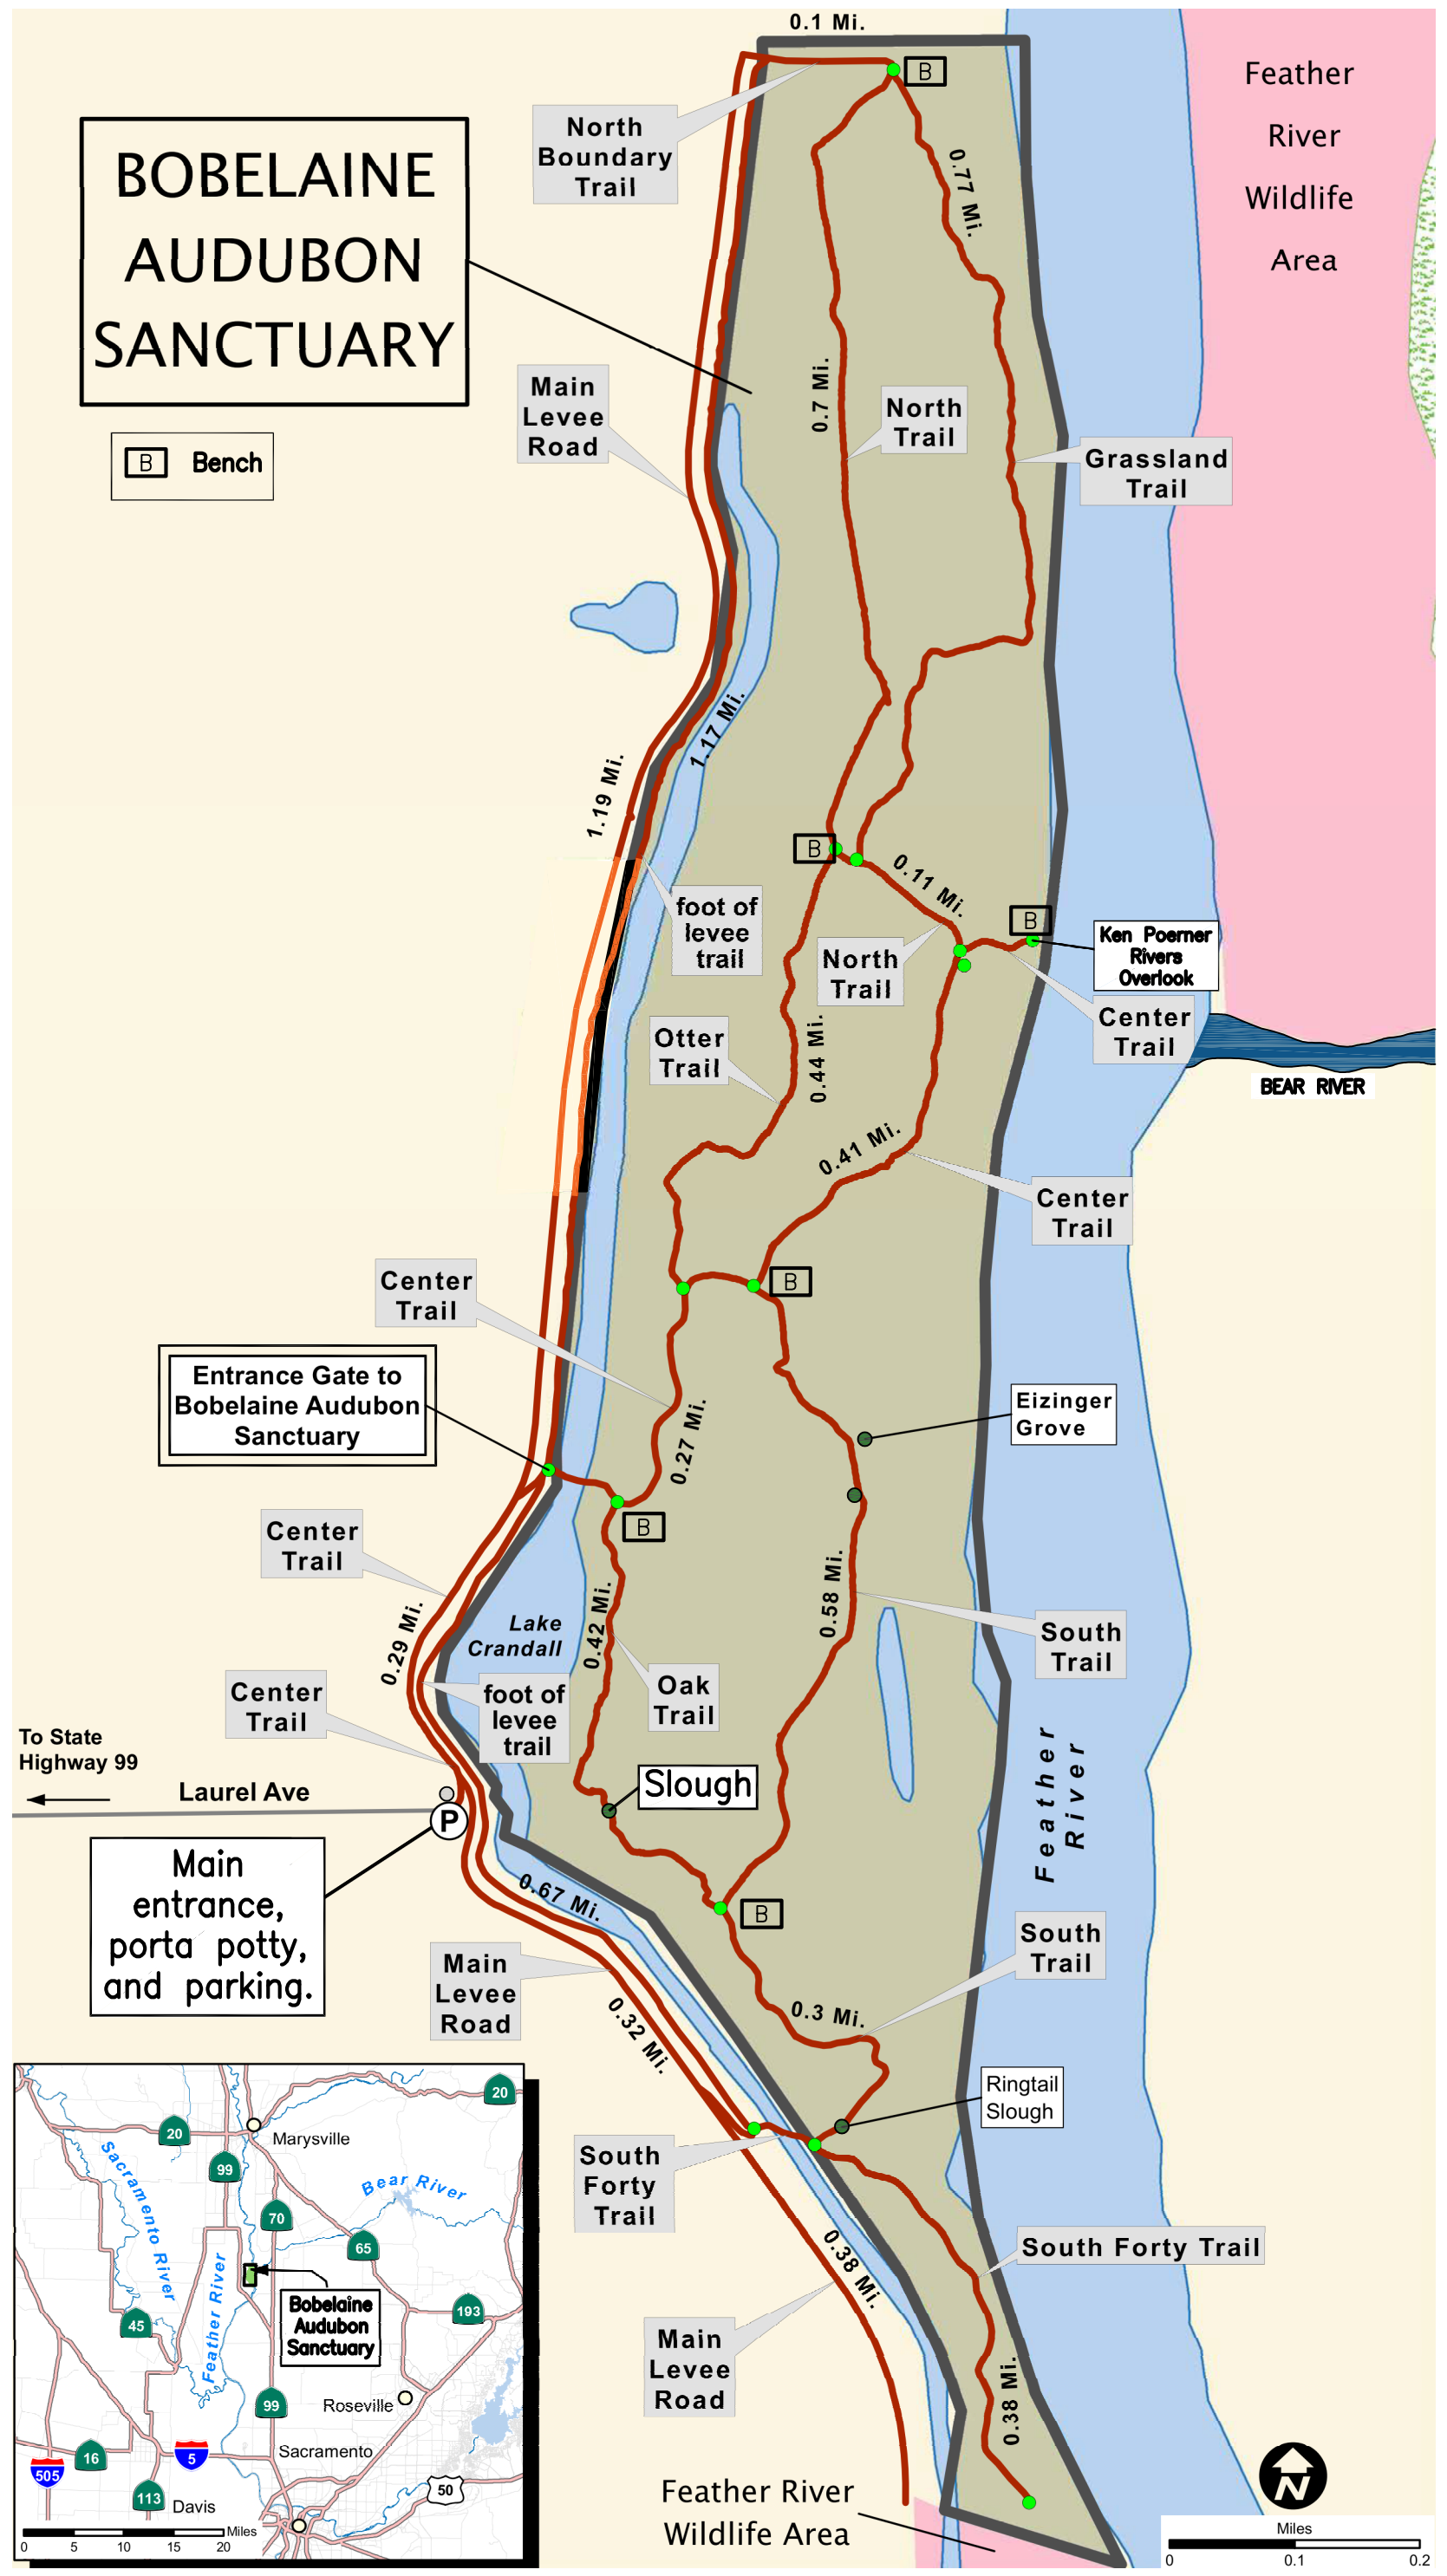 0.1 Mi.
Feather
River
Wildlife
Area
B
North
Boundary
Trail
BOBELAINE
AUDUBON
SANCTUARY
0.77 Mi.
Main
Levee
Road
0.7 Mi.
North
Trail
B Bench
Grassland
Trail
1.17 Mi.
1.19 Mi.
B
0.11 Mi.
foot of
levee
trail
B
Ken Poerner
Rivers
Overlook
North
Trail
Center
Trail
Otter
Trail
0.44 Mi.
BEAR RIVER
0.41 Mi.
Center
Trail
Center
Trail
B
Entrance Gate to
Bobelaine Audubon
Sanctuary
0.27 Mi.
Eizinger
Grove
B
Center
Trail
0.29 Mi.
Lake
Crandall
0.42 Mi.
0.58 Mi.
South
Trail
Center
Trail
foot of
levee
trail
Oak
Trail
To State
Highway 99
Laurel Ave
P
Slough
Feather
River
Main
entrance,
porta potty,
and parking.
0.67 Mi.
B
South
Trail
Main
Levee
Road
0.32 Mi.
0.3 Mi.
Ringtail
Slough
South
Forty
Trail
South Forty Trail
0.38 Mi.
Main
Levee
Road
0.38 Mi.
Feather River
Wildlife Area
N
Miles
0 0.1 0.2
20
20
Marysville
99
Sacramento River
Bear River
70
65
Feather River
Bobelaine
Audubon
Sanctuary
45
193
99
Roseville
16
5
Sacramento
505
50
113
Davis
Miles
0 5 10 15 20